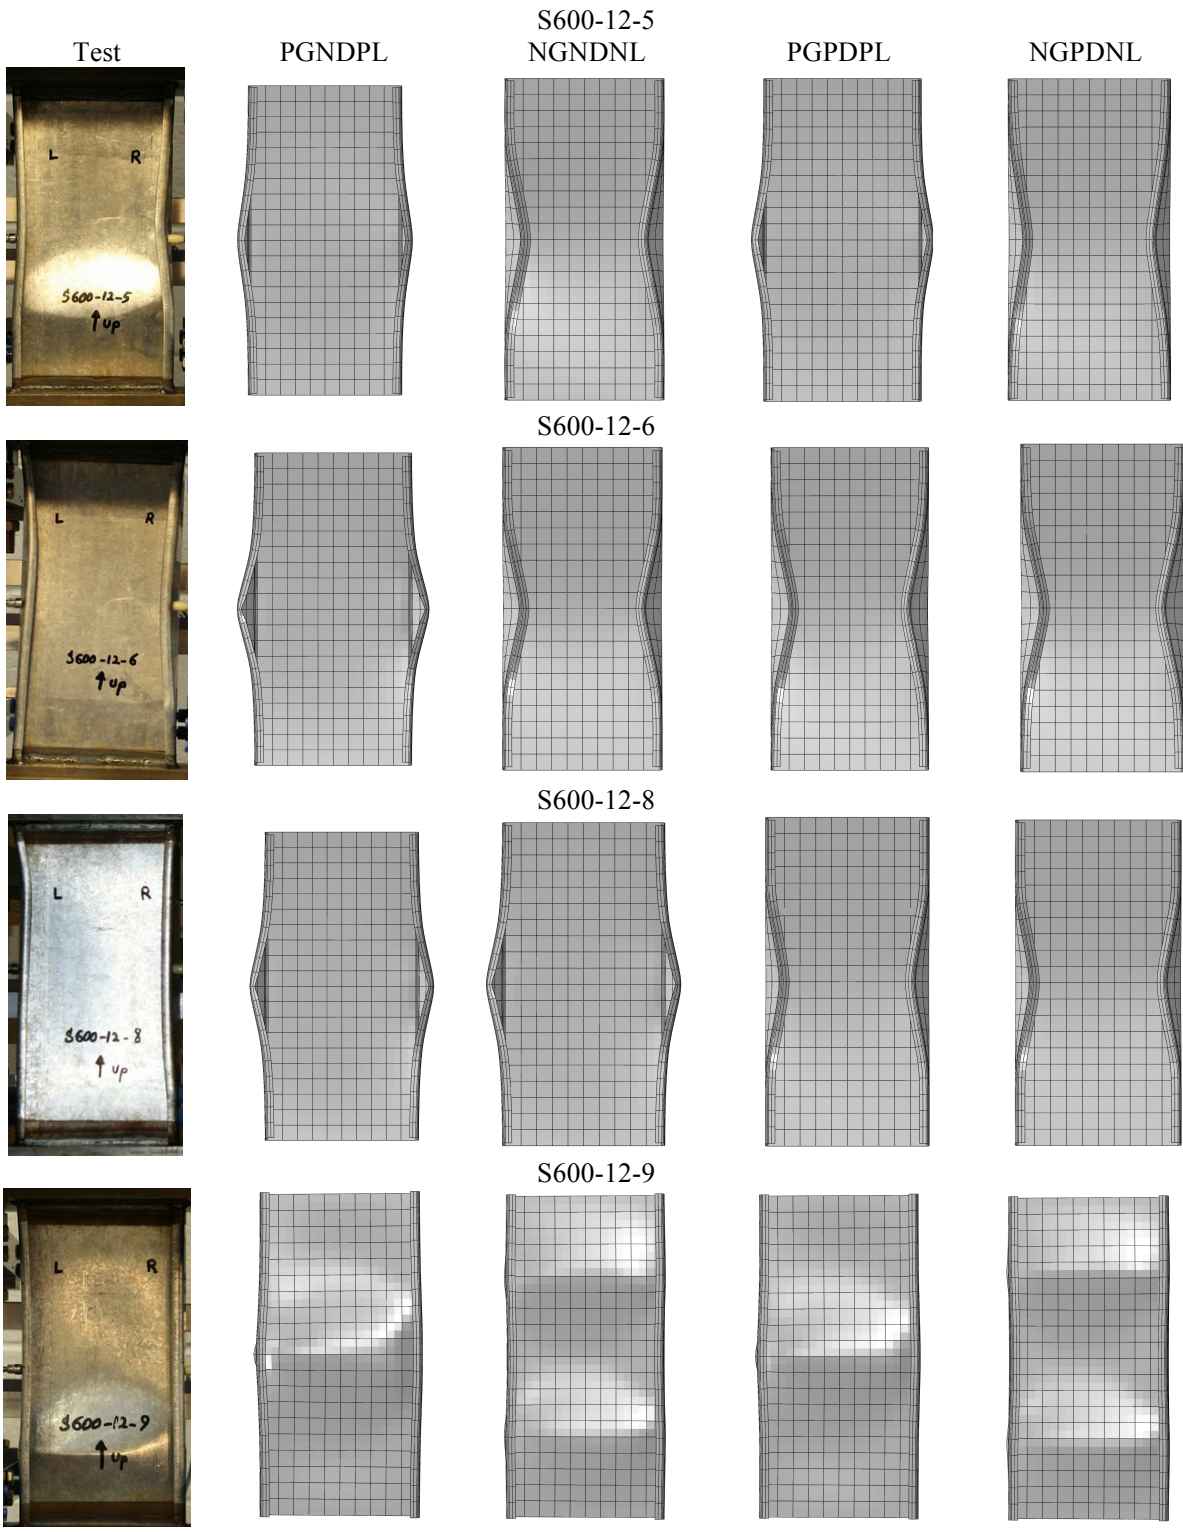 S600-12-5
Test PGNDPL NGNDNL PGPDPL NGPDNL
L R
S600-12-5
↑ up
S600-12-6
L R
S600-12-6
↑ up
S600-12-8
L R
S600-12-8
↑ up
S600-12-9
L R
S600-12-9
↑ up